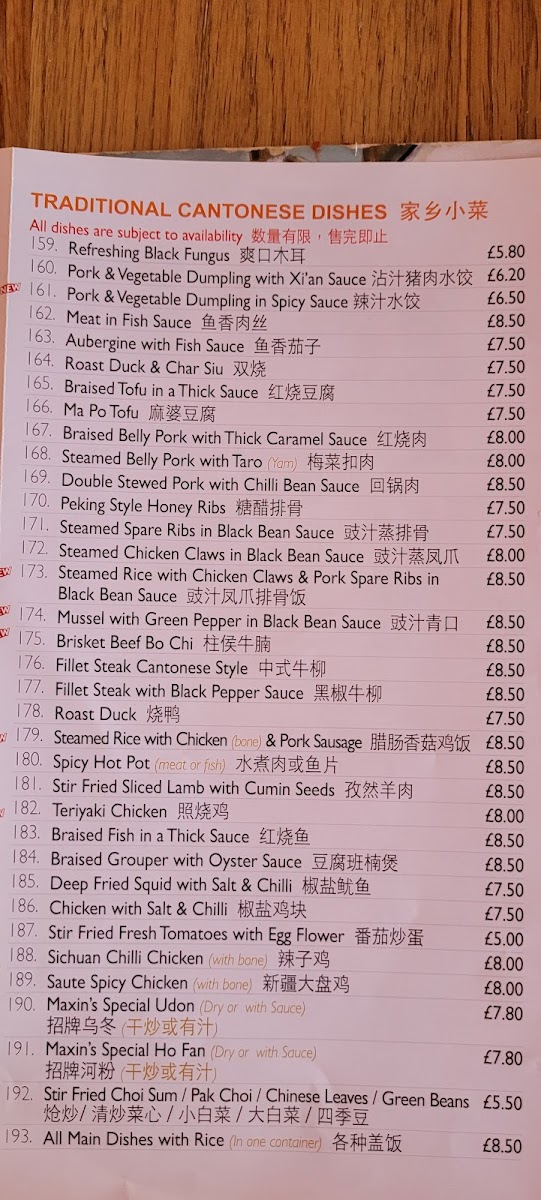 TRADITIONAL CANTONESE DISHES 家乡小菜
All dishes are subject to availability 数量有限，售完即止
159. Refreshing Black Fungus 爽口木耳 £5.80
160. Pork & Vegetable Dumpling with Xi'an Sauce 沾汁猪肉水饺 £6.20
NEW 161. Pork & Vegetable Dumpling in Spicy Sauce 辣汁水饺 £6.50
162. Meat in Fish Sauce 鱼香肉丝 £8.50
163. Aubergine with Fish Sauce 鱼香茄子 £7.50
164. Roast Duck & Char Siu 双烧 £7.50
165. Braised Tofu in a Thick Sauce 红烧豆腐 £7.50
166. Ma Po Tofu 麻婆豆腐 £7.50
167. Braised Belly Pork with Thick Caramel Sauce 红烧肉 £8.00
168. Steamed Belly Pork with Taro (Yam) 梅菜扣肉 £8.00
169. Double Stewed Pork with Chilli Bean Sauce 回锅肉 £8.50
170. Peking Style Honey Ribs 糖醋排骨 £7.50
171. Steamed Spare Ribs in Black Bean Sauce 豉汁蒸排骨 £7.50
172. Steamed Chicken Claws in Black Bean Sauce 豉汁蒸凤爪 £8.00
EW 173. Steamed Rice with Chicken Claws & Pork Spare Ribs in £8.50
Black Bean Sauce 豉汁凤爪排骨饭
EW 174. Mussel with Green Pepper in Black Bean Sauce 豉汁青口 £8.50
EW 175. Brisket Beef Bo Chi 柱侯牛腩 £8.50
176. Fillet Steak Cantonese Style 中式牛柳 £8.50
177. Fillet Steak with Black Pepper Sauce 黑椒牛柳 £8.50
178. Roast Duck 烧鸭 £7.50
179. Steamed Rice with Chicken (bone) & Pork Sausage 腊肠香菇鸡饭 £8.50
180. Spicy Hot Pot (meat or fish) 水煮肉或鱼片 £8.50
181. Stir Fried Sliced Lamb with Cumin Seeds 孜然羊肉 £8.50
182. Teriyaki Chicken 照烧鸡 £8.00
183. Braised Fish in a Thick Sauce 红烧鱼 £8.50
184. Braised Grouper with Oyster Sauce 豆腐班楠煲 £8.50
185. Deep Fried Squid with Salt & Chilli 椒盐鱿鱼 £7.50
186. Chicken with Salt & Chilli 椒盐鸡块 £7.50
187. Stir Fried Fresh Tomatoes with Egg Flower 番茄炒蛋 £5.00
188. Sichuan Chilli Chicken (with bone) 辣子鸡 £8.00
189. Saute Spicy Chicken (with bone) 新疆大盘鸡 £8.00
190. Maxin's Special Udon (Dry or with Sauce) £7.80
招牌乌冬 (干炒或有汁)
191. Maxin's Special Ho Fan (Dry or with Sauce) £7.80
招牌河粉 (干炒或有汁)
192. Stir Fried Choi Sum / Pak Choi / Chinese Leaves / Green Beans £5.50
炝炒/ 清炒菜心 / 小白菜 / 大白菜 / 四季豆
193. All Main Dishes with Rice (In one container) 各种盖饭 £8.50